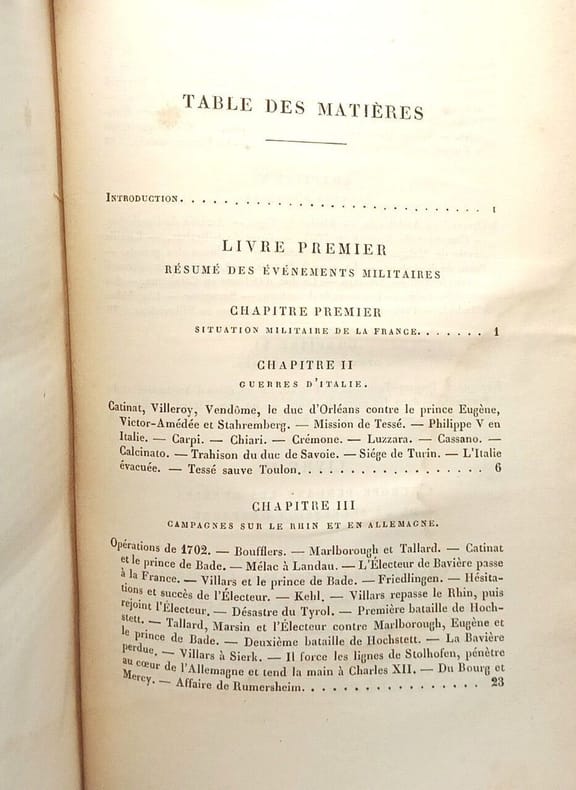 TABLE DES MATIÈRES
INTRODUCTION. . . . . . . . . . . . . . . . . . . . . . . . . . . . I
LIVRE PREMIER
RÉSUMÉ DES ÉVÉNEMENTS MILITAIRES
CHAPITRE PREMIER
SITUATION MILITAIRE DE LA FRANCE. . . . . . . 1
CHAPITRE II
GUERRES D'ITALIE.
Catinat, Villeroy, Vendôme, le duc d'Orléans contre le prince Eugène,
Victor-Amédée et Stahremberg. — Mission de Tessé. — Philippe V en
Italie. — Carpi. — Chiari. — Crémone. — Luzzara. — Cassano. —
Calcinato. — Trahison du duc de Savoie. — Siége de Turin. — L'Italie
évacuée. — Tessé sauve Toulon. . . . . . . . . . . . . . . . . . 6
CHAPITRE III
CAMPAGNES SUR LE RHIN ET EN ALLEMAGNE.
Opérations de 1702. — Boufflers. — Marlborough et Tallard. — Catinat
et le prince de Bade. — Mélac à Landau. — L'Électeur de Bavière passe
à la France. — Villars et le prince de Bade. — Friedlingen. — Hésita-
tions et succès de l'Électeur. — Kehl. — Villars repasse le Rhin, puis
rejoint l'Électeur. — Désastre du Tyrol. — Première bataille de Hoch-
stett. — Tallard, Marsin et l'Électeur contre Marlborough, Eugène et
le prince de Bade. — Deuxième bataille de Hochstett. — La Bavière
perdue. — Villars à Sierk. — Il force les lignes de Stolhofen, pénètre
au cœur de l'Allemagne et tend la main à Charles XII. — Du Bourg et
Mercy. — Affaire de Rumersheim. . . . . . . . . . . . . . . . . 23